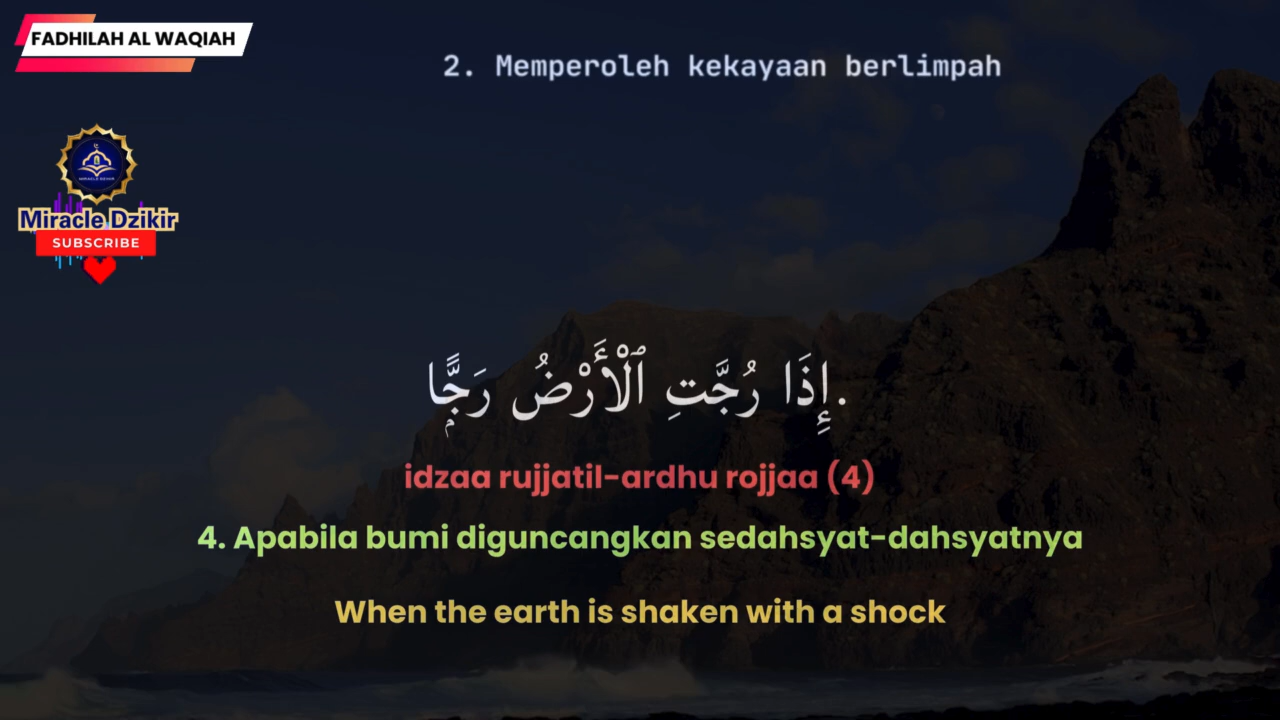 FADHILAH AL WAQIAH
2. Memperoleh kekayaan berlimpah
Miracle Dzikir
SUBSCRIBE
.إِذَا رُجَّتِ ٱلْأَرْضُ رَجًّۭا
idzaa rujjatil-ardhu rojjaa (4)
4. Apabila bumi diguncangkan sedahsyat-dahsyatnya
When the earth is shaken with a shock